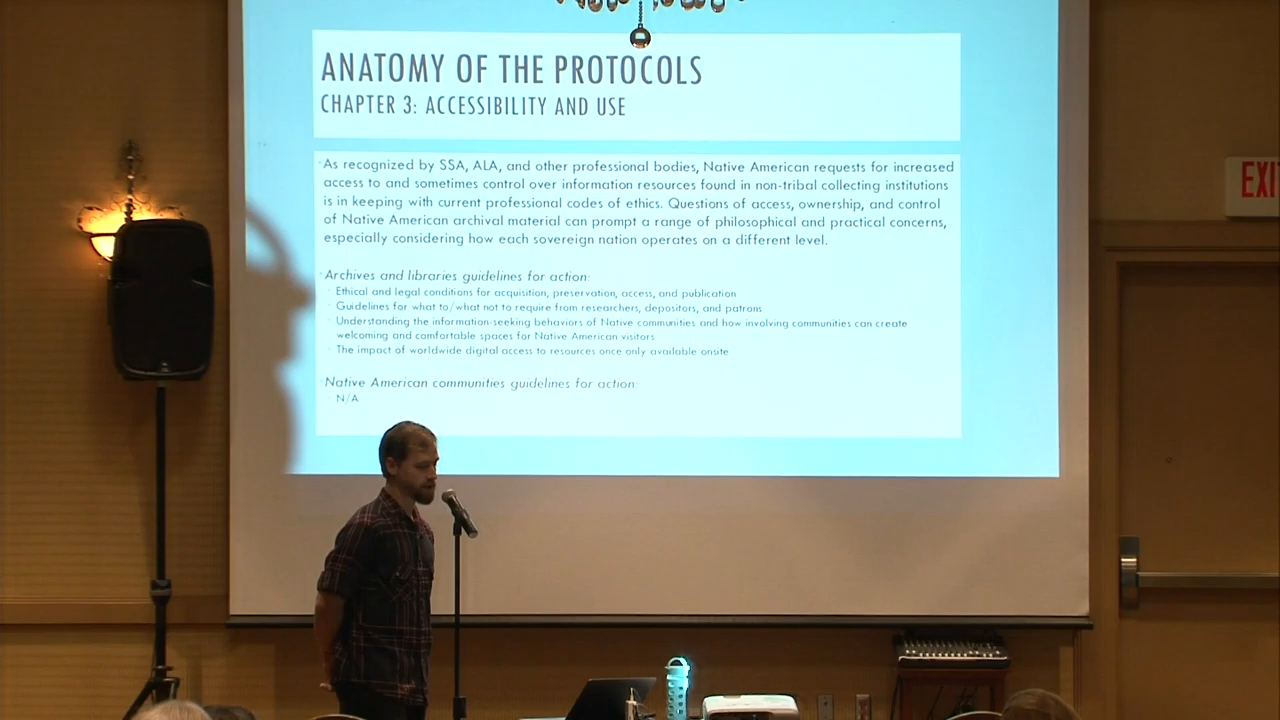 ANATOMY OF THE PROTOCOLS
CHAPTER 3: ACCESSIBILITY AND USE
As recognized by SSA, ALA, and other professional bodies, Native American requests for increased
access to and sometimes control over information resources found in non-tribal collecting institutions
is in keeping with current professional codes of ethics. Questions of access, ownership, and control
of Native American archival material can prompt a range of philosophical and practical concerns,
especially considering how each sovereign nation operates on a different level.
Archives and libraries guidelines for action:
Ethical and legal conditions for acquisition, preservation, access, and publication
Guidelines for what to/what not to require from researchers, depositors, and patrons
Understanding the information-seeking behaviors of Native communities and how involving communities can create
welcoming and comfortable spaces for Native American visitors
The impact of worldwide digital access to resources once only available onsite
Native American communities guidelines for action:
N/A